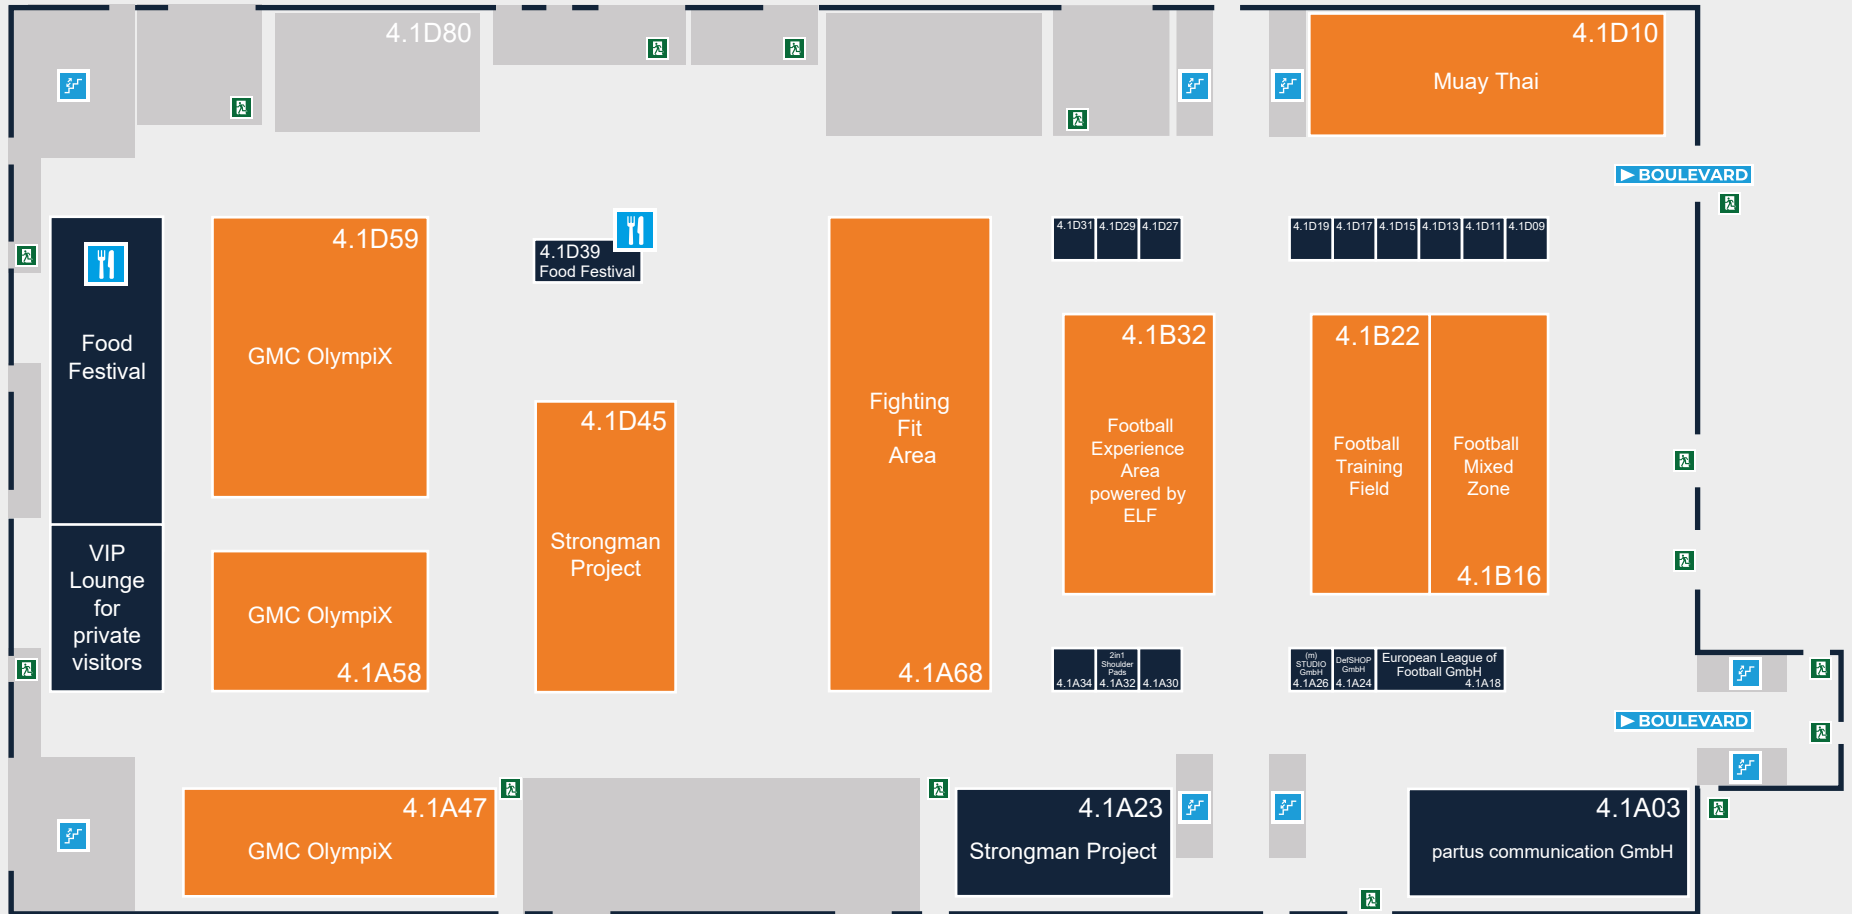 4.1D80
4.1D10
Muay Thai
BOULEVARD
4.1D59
GMC OlympiX
4.1D39
Food Festival
4.1D31
4.1D29
4.1D27
4.1D19
4.1D17
4.1D15
4.1D13
4.1D11
4.1D09
Food
Festival
4.1D45
Strongman
Project
Fighting
Fit
Area
4.1A68
4.1B32
Football
Experience
Area
powered by
ELF
4.1B22
Football
Training
Field
Football
Mixed
Zone
4.1B16
VIP
Lounge
for
private
visitors
GMC OlympiX
4.1A58
4.1A34
2in1
Shoulder
Pads
4.1A32
4.1A30
(m)
STUDIO
GmbH
4.1A26
DefSHOP
GmbH
4.1A24
European League of
Football GmbH
4.1A18
BOULEVARD
4.1A47
GMC OlympiX
4.1A23
Strongman Project
4.1A03
partus communication GmbH